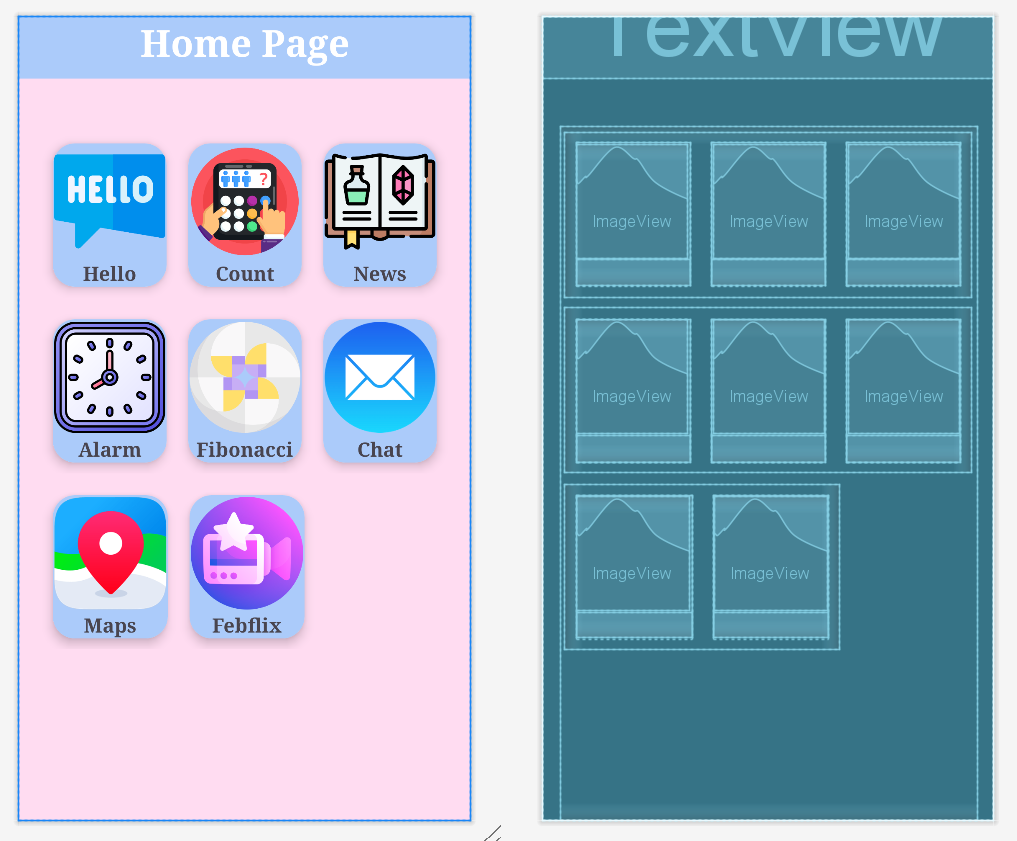 Home Page
HELLO
?
Hello
Count
News
Alarm
Fibonacci
Chat
Maps
Febflix
TextView
ImageView
ImageView
ImageView
ImageView
ImageView
ImageView
ImageView
ImageView